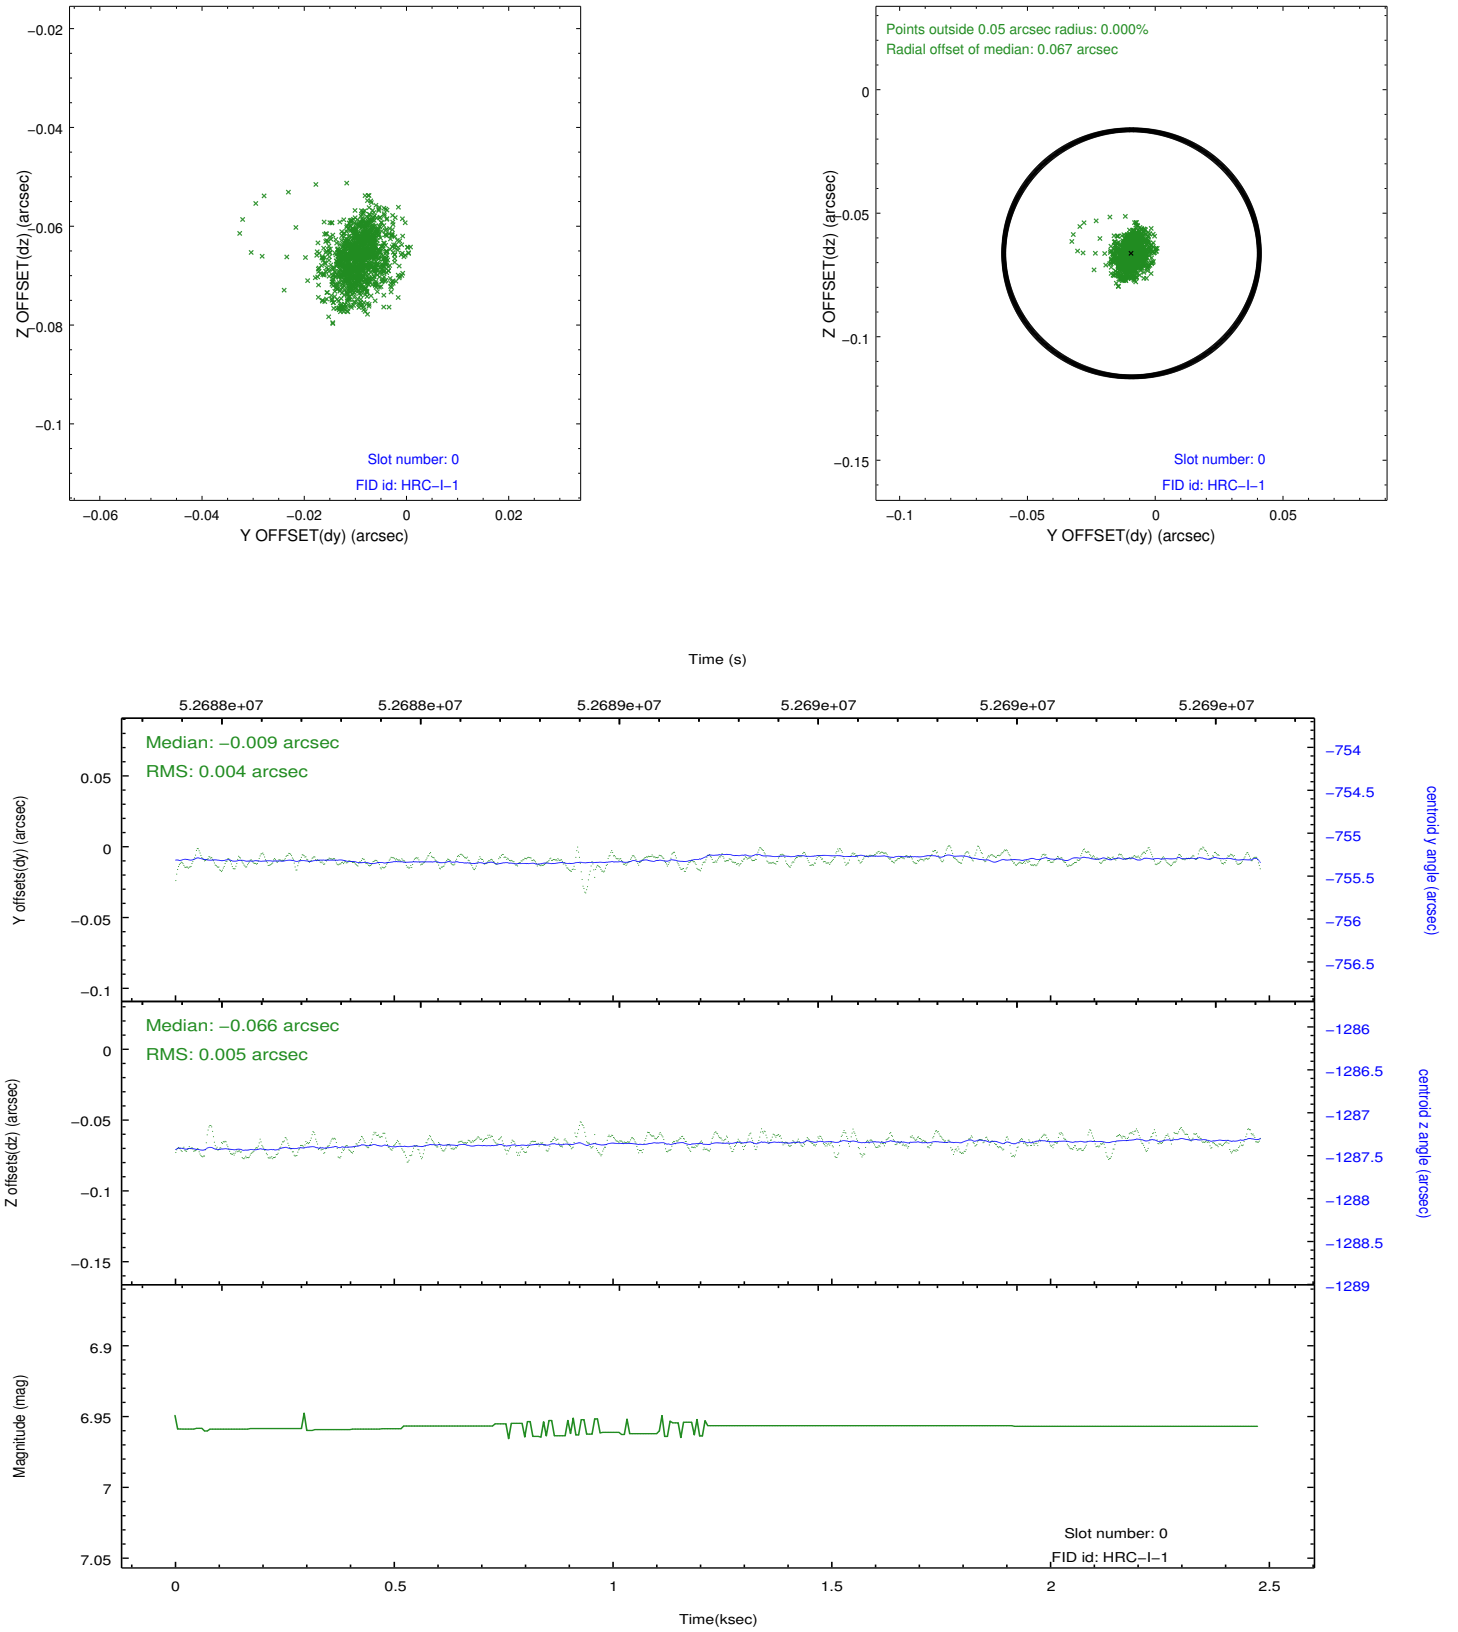 −0.02
−0.04
−0.06
−0.08
−0.1
Z OFFSET(dz) (arcsec)
Slot number: 0
FID id: HRC−I−1
−0.06 −0.04 −0.02 0 0.02
Y OFFSET(dy) (arcsec)
Points outside 0.05 arcsec radius: 0.000%
Radial offset of median: 0.067 arcsec
0
−0.05
−0.1
−0.15
Z OFFSET(dz) (arcsec)
Slot number: 0
FID id: HRC−I−1
−0.1 −0.05 0 0.05
Y OFFSET(dy) (arcsec)
Time (s)
5.2688e+07 5.2688e+07 5.2689e+07 5.269e+07 5.269e+07 5.269e+07
Median: −0.009 arcsec
RMS: 0.004 arcsec
0.05
0
−0.05
−0.1
Y offsets(dy) (arcsec)
−754
−754.5
−755
−755.5
−756
−756.5
centroid y angle (arcsec)
Median: −0.066 arcsec
RMS: 0.005 arcsec
0
−0.05
−0.1
−0.15
Z offsets(dz) (arcsec)
−1286
−1286.5
−1287
−1287.5
−1288
−1288.5
−1289
centroid z angle (arcsec)
6.9
6.95
7
7.05
Magnitude (mag)
Slot number: 0
FID id: HRC−I−1
0 0.5 1 1.5 2 2.5
Time(ksec)